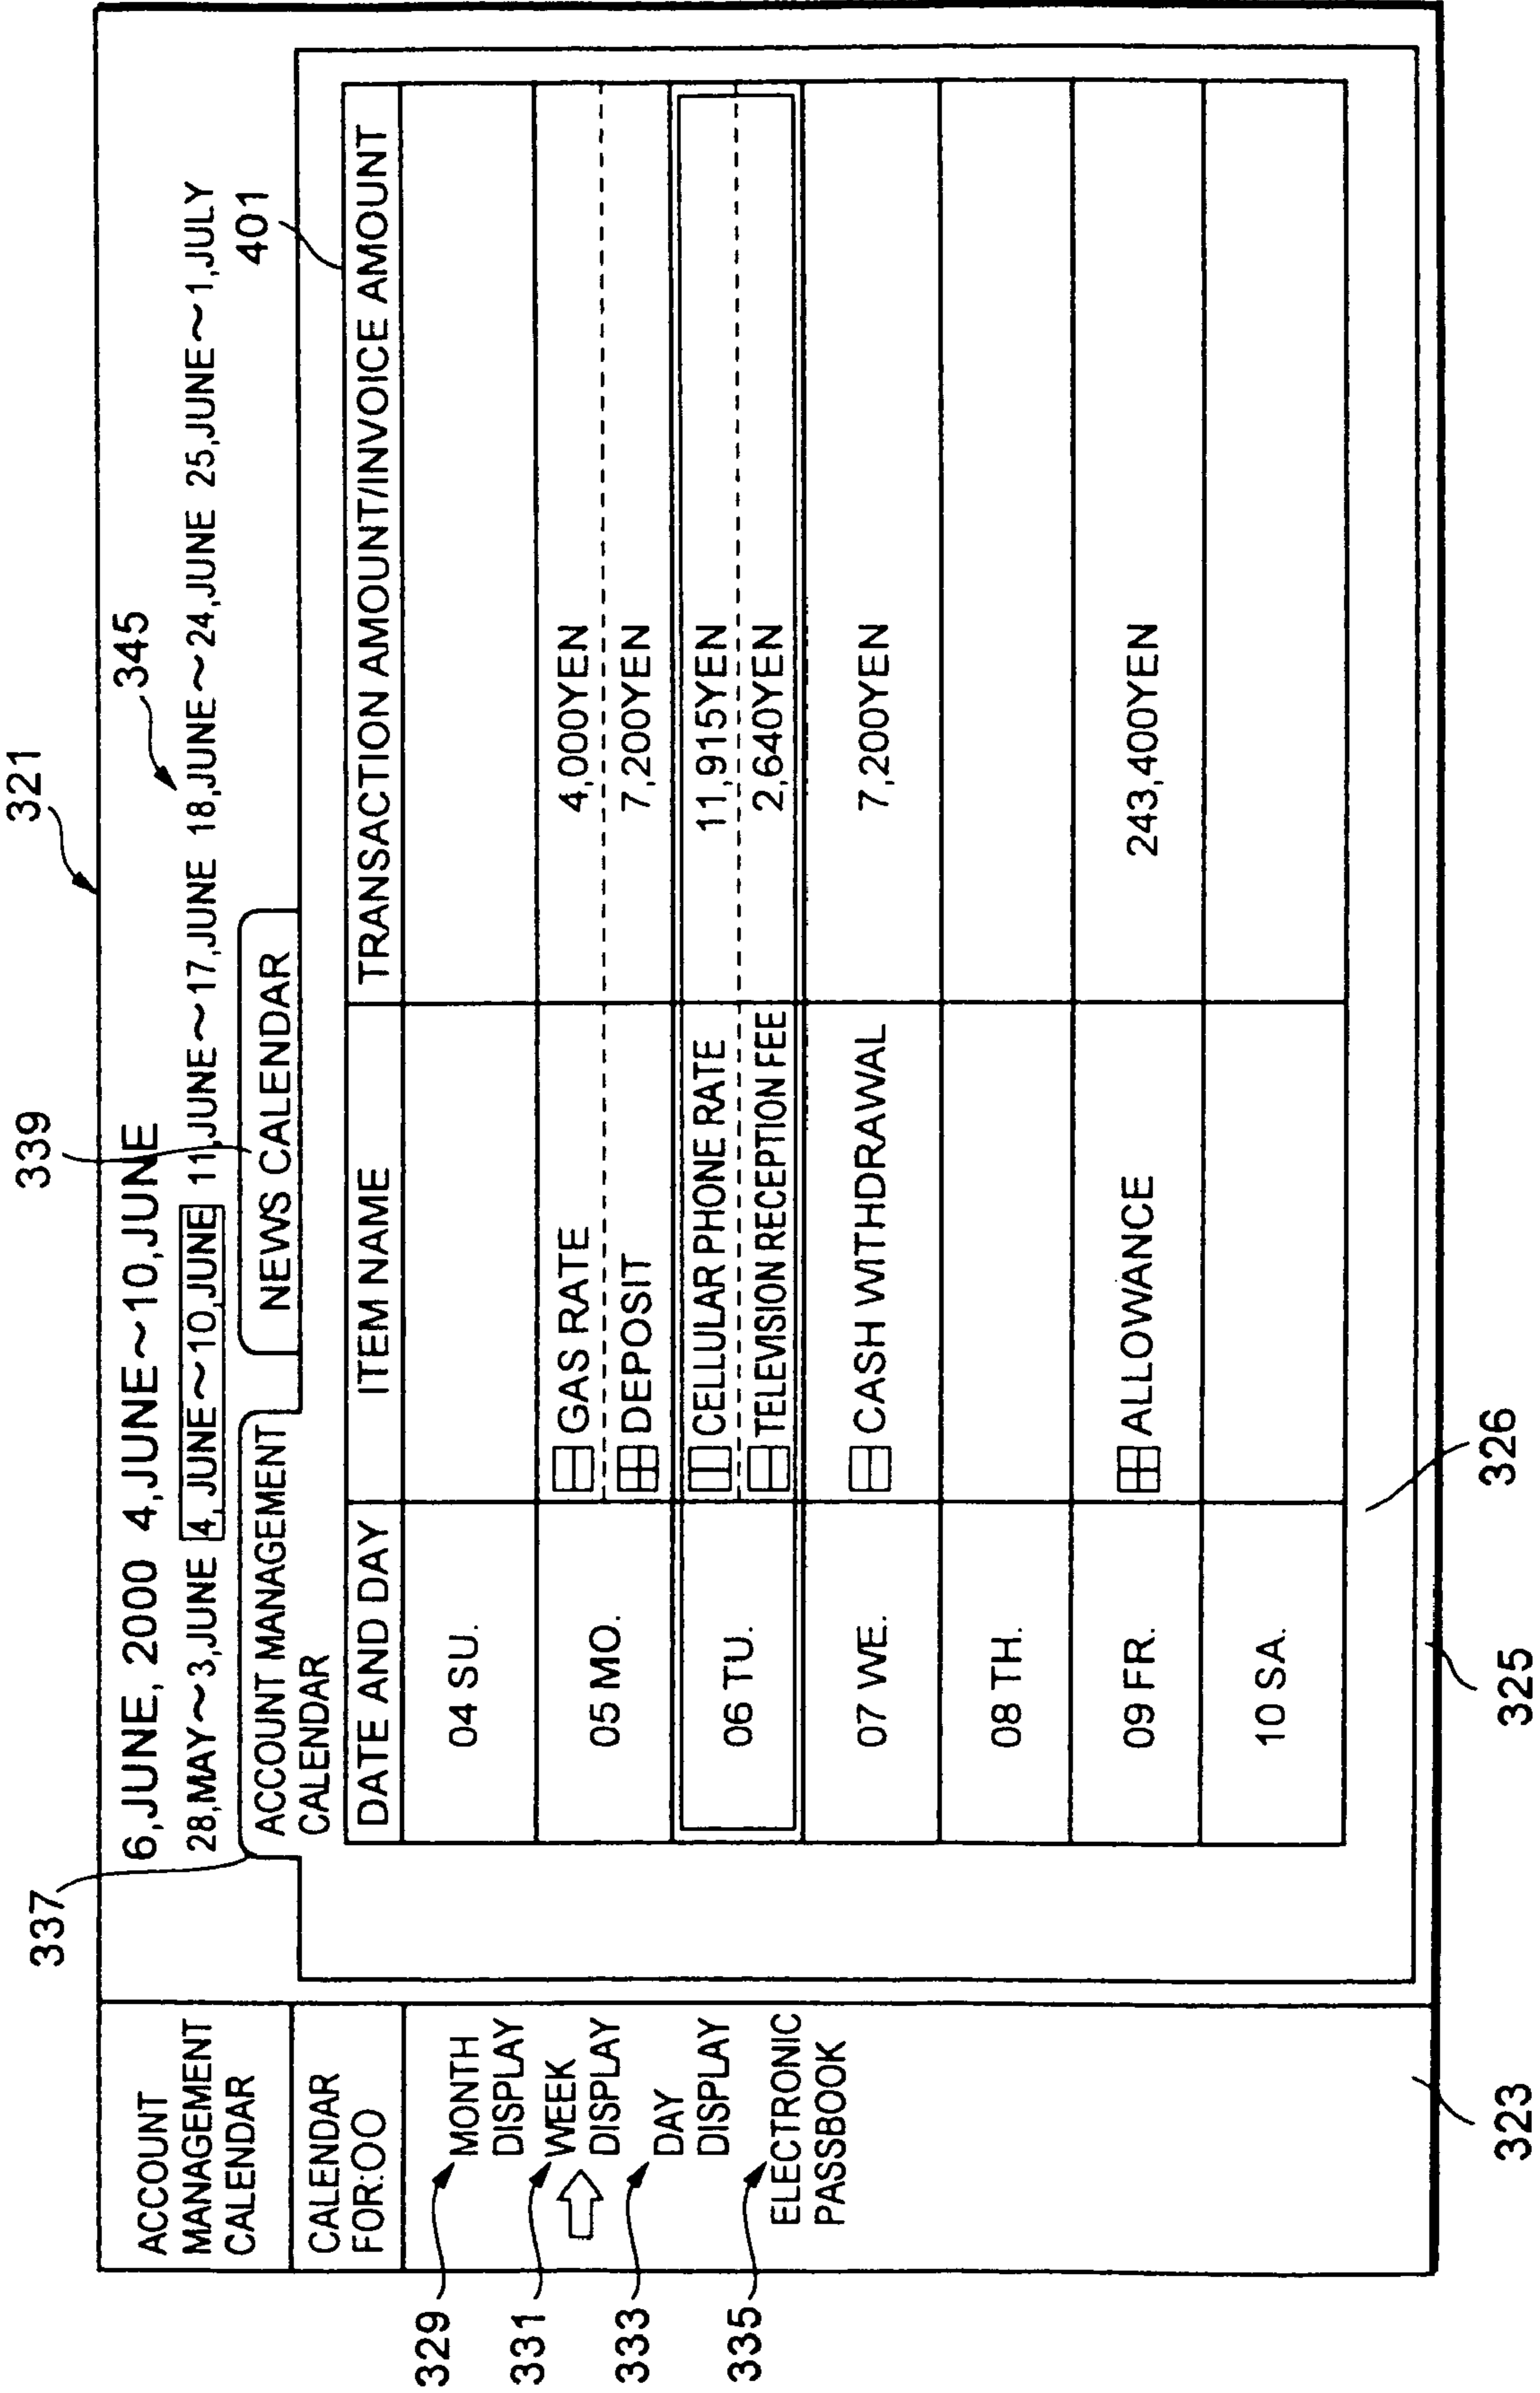 321
339
345
337
401
ACCOUNT
MANAGEMENT
CALENDAR
CALENDAR
FOR:OO
329
MONTH
DISPLAY
331
WEEK
DISPLAY
333
DAY
DISPLAY
335
ELECTRONIC
PASSBOOK
6,JUNE, 2000 4,JUNE~10,JUNE
28,MAY~3,JUNE 4, JUNE~10,JUNE 11,JUNE~17,JUNE 18,JUNE~24,JUNE 25,JUNE~1,JULY
ACCOUNT MANAGEMENT
CALENDAR
NEWS CALENDAR
DATE AND DAY ITEM NAME TRANSACTION AMOUNT/INVOICE AMOUNT
04 SU.
05 MO.
GAS RATE 4,000YEN
DEPOSIT 7,200YEN
06 TU.
CELLULAR PHONE RATE 11,915YEN
TELEVISION RECEPTION FEE 2,640YEN
07 WE. CASH WITHDRAWAL 7,200YEN
08 TH.
09 FR. ALLOWANCE 243,400YEN
10 SA.
323
325
326